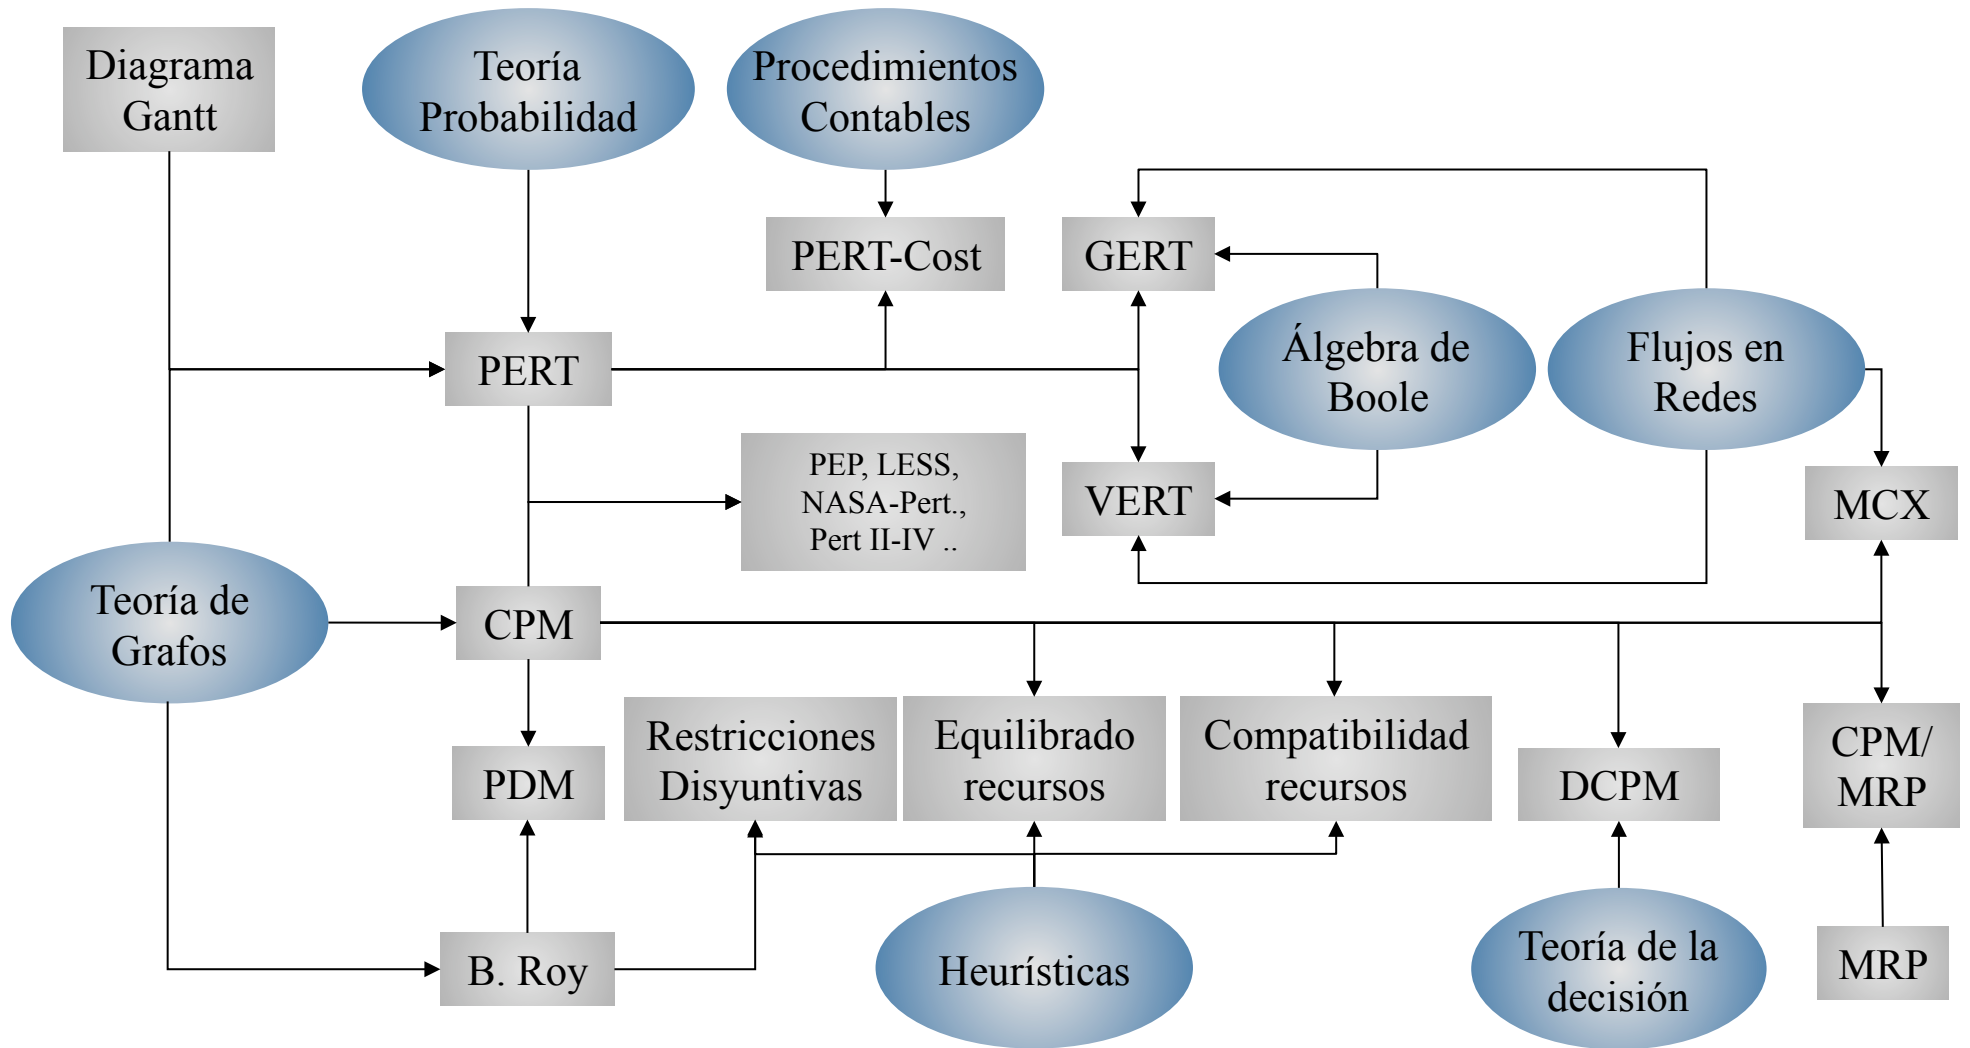 Diagrama
Gantt
Teoría
Probabilidad
Procedimientos
Contables
PERT-Cost
GERT
PERT
Álgebra de
Boole
Flujos en
Redes
PEP, LESS,
NASA-Pert.,
Pert II-IV ..
VERT
MCX
Teoría de
Grafos
CPM
PDM
Restricciones
Disyuntivas
Equilibrado
recursos
Compatibilidad
recursos
DCPM
CPM/
MRP
B. Roy
Heurísticas
Teoría de la
decisión
MRP